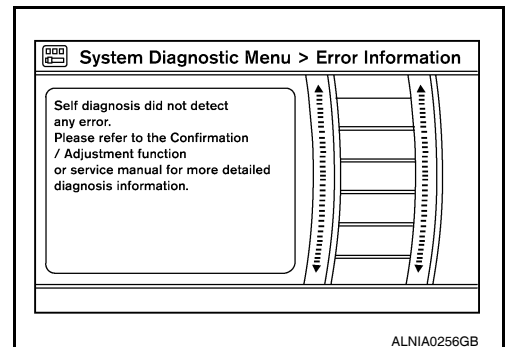 System Diagnostic Menu > Error Information
Self diagnosis did not detect
any error.
Please refer to the Confirmation
/ Adjustment function
or service manual for more detailed
diagnosis information.
ALNIA0256GB